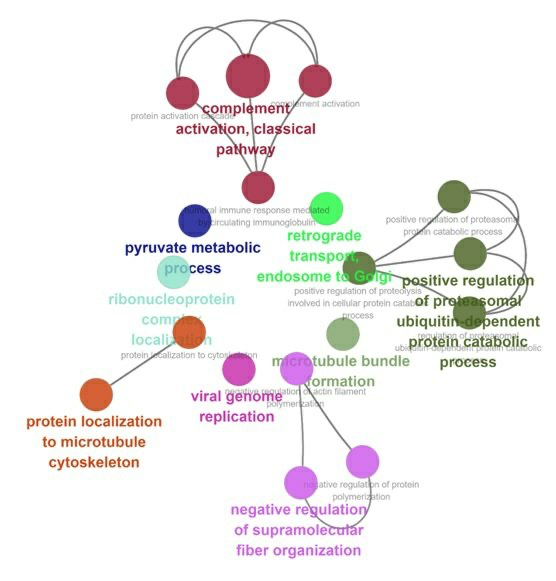 complement
protein activation cascade
complement activation
activation, classical
pathway
humoral immune response mediated
by circulating immunoglobulin
retrograde
transport,
endosome to Golgi
positive regulation of proteasomal
protein catabolic process
pyruvate metabolic
process
positive regulation
of proteasomal
ubiquitin-dependent
protein catabolic
process
positive regulation of proteolysis
involved in cellular protein catabolic
process
regulation of proteasomal
ubiquitin-dependent protein catabolic
ribonucleoprotein
complex
localization
protein localization to cytoskeleton
microtubule bundle
formation
viral genome
replication
negative regulation of actin filament
polymerization
protein localization
to microtubule
cytoskeleton
negative regulation of protein
polymerization
negative regulation
of supramolecular
fiber organization